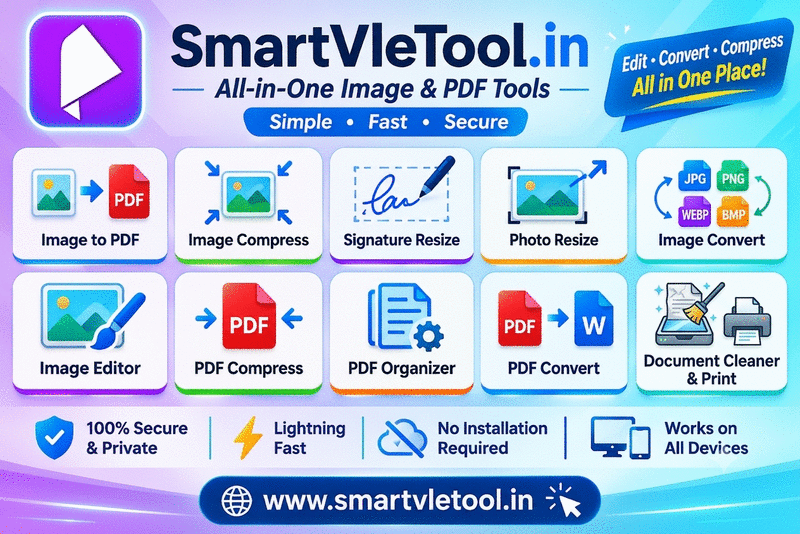 SmartVleTool.in
All-in-One Image & PDF Tools
Simple • Fast • Secure
Edit • Convert • Compress
All in One Place!
PDF
Image to PDF
Image Compress
Signature Resize
Photo Resize
JPG PNG
WEBP BMP
Image Convert
Image Editor
PDF
PDF Compress
PDF Organizer
PDF W
PDF Convert
Document Cleaner
& Print
100% Secure
& Private
Lightning
Fast
No Installation
Required
Works on
All Devices
www.smartvletool.in